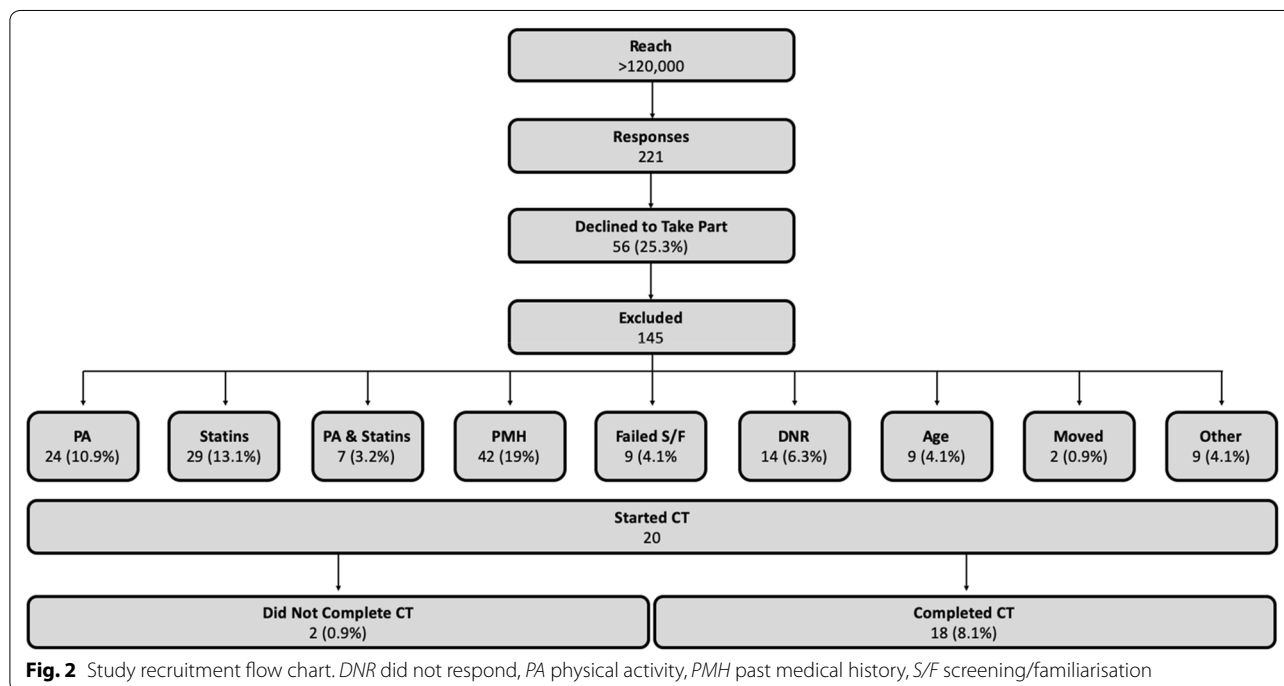 Reach
>120,000
Responses
221
Declined to Take Part
56 (25.3%)
Excluded
145
PA
24 (10.9%)
Statins
29 (13.1%)
PA & Statins
7 (3.2%)
PMH
42 (19%)
Failed S/F
9 (4.1%
DNR
14 (6.3%)
Age
9 (4.1%)
Moved
2 (0.9%)
Other
9 (4.1%)
Started CT
20
Did Not Complete CT
2 (0.9%)
Completed CT
18 (8.1%)
Fig. 2 Study recruitment flow chart. DNR did not respond, PA physical activity, PMH past medical history, S/F screening/familiarisation